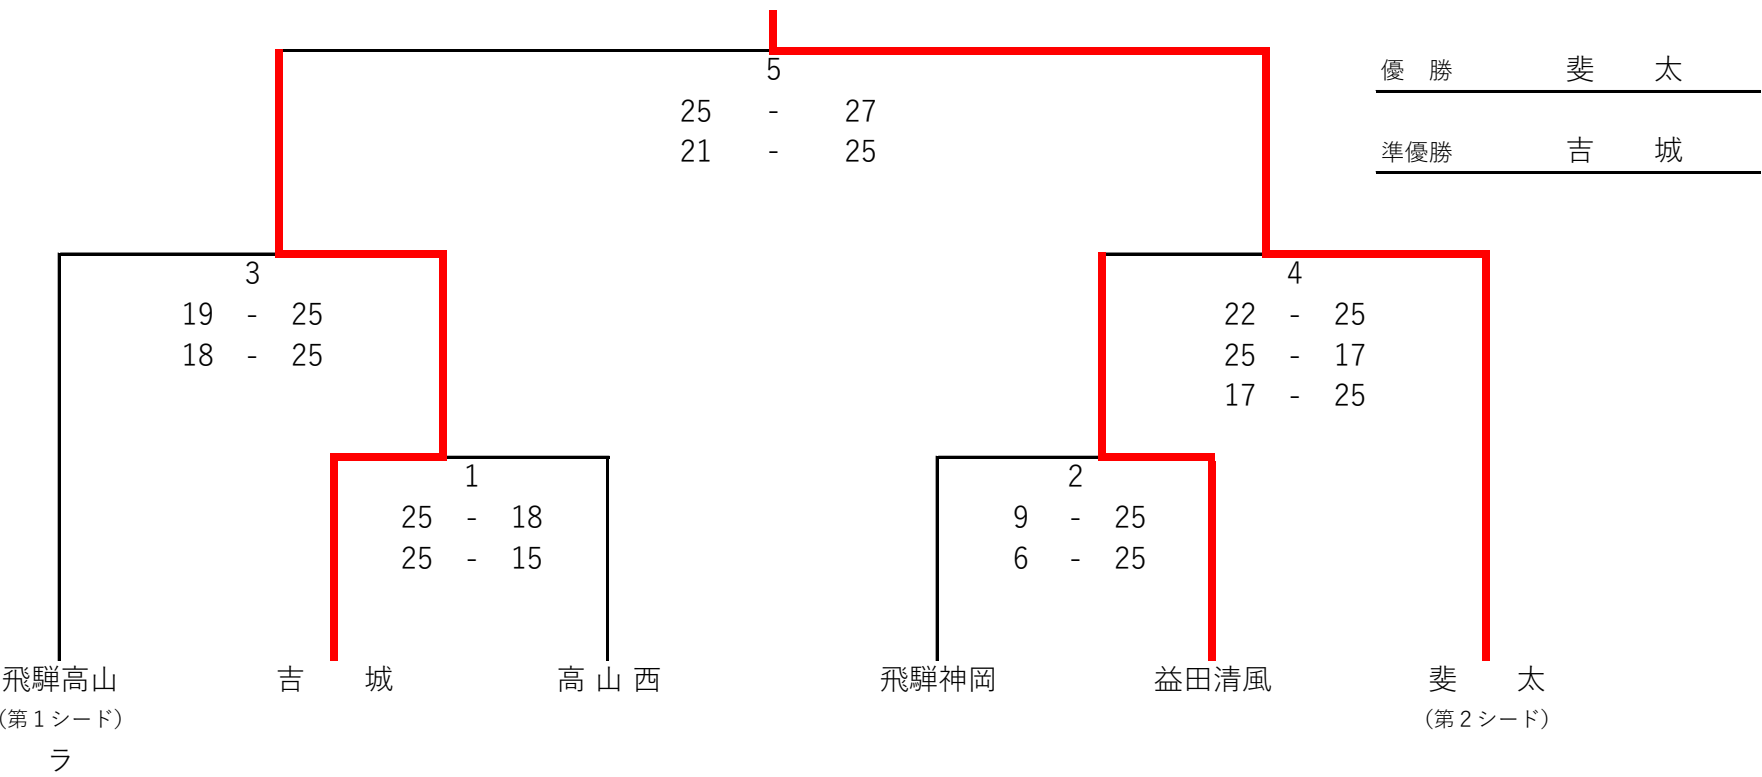 5
優　勝　斐　太
25 - 27
21 - 25
準優勝　吉　城
3
4
19 - 25
22 - 25
18 - 25
25 - 17
17 - 25
1
2
25 - 18
9 - 25
25 - 15
6 - 25
飛騨高山　吉　城　高 山 西　飛騨神岡　益田清風　斐　太
（第１シード）　（第２シード）
ラ